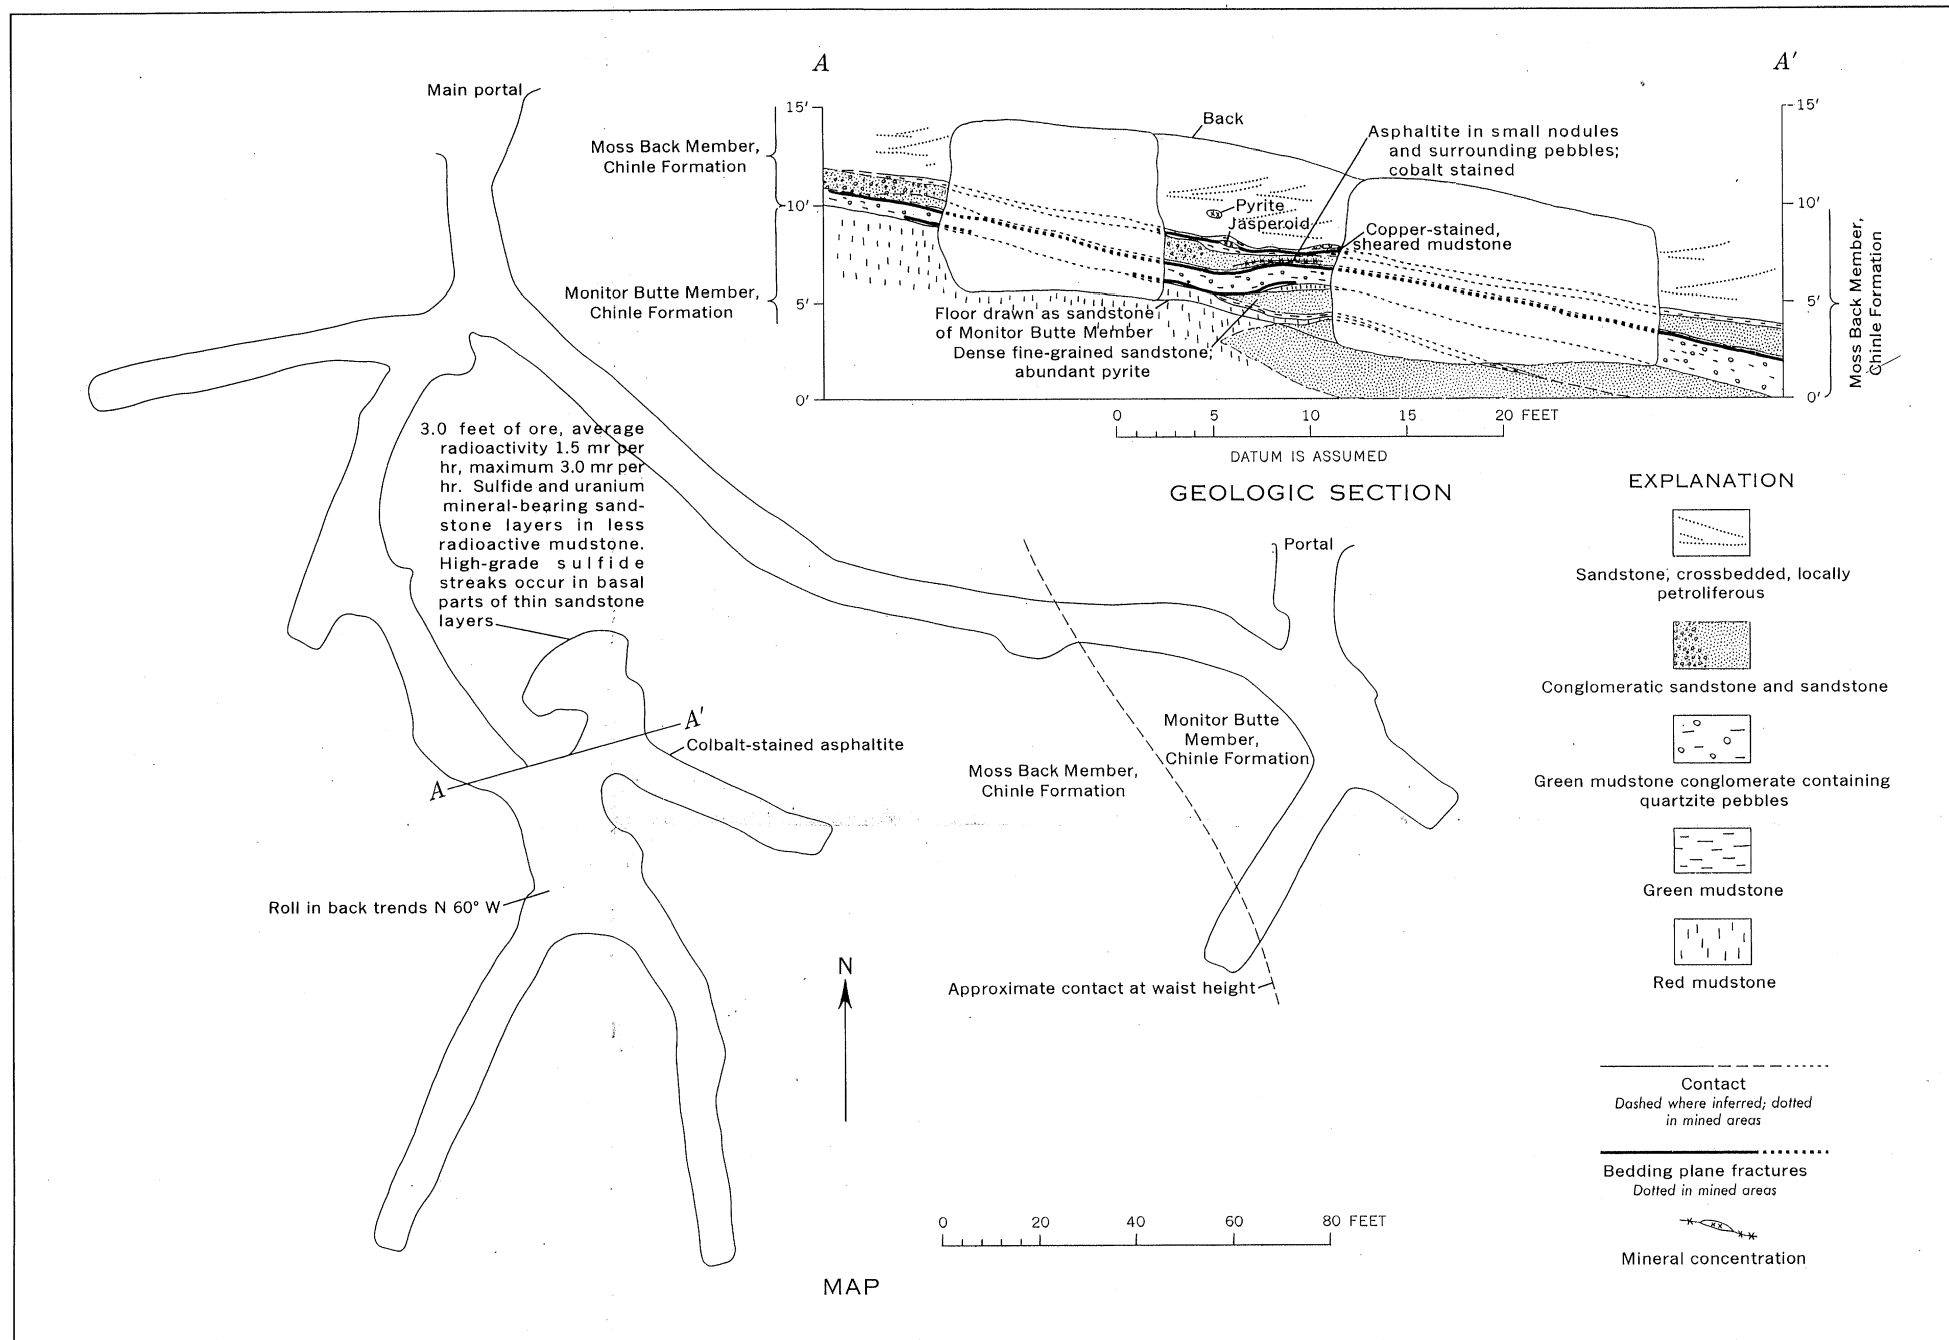 A
A'
Main portal
15'
10'
5'
0'
Moss Back Member,
Chinle Formation
Monitor Butte Member,
Chinle Formation
Back
Asphaltite in small nodules
and surrounding pebbles;
cobalt stained
Pyrite
Jasperoid
Copper-stained,
sheared mudstone
Floor drawn as sandstone
of Monitor Butte Member
Dense fine-grained sandstone;
abundant pyrite
15'
10'
5'
0'
Moss Back Member,
Chinle Formation
0 5 10 15 20 FEET
DATUM IS ASSUMED
GEOLOGIC SECTION
3.0 feet of ore, average
radioactivity 1.5 mr per
hr, maximum 3.0 mr per
hr. Sulfide and uranium
mineral-bearing sand-
stone layers in less
radioactive mudstone.
High-grade sulfide
streaks occur in basal
parts of thin sandstone
layers
Portal
A'
A
Colbalt-stained asphaltite
Monitor Butte
Member,
Chinle Formation
Moss Back Member,
Chinle Formation
Roll in back trends N 60° W
N
Approximate contact at waist height
0 20 40 60 80 FEET
MAP
EXPLANATION
Sandstone, crossbedded, locally
petroliferous
Conglomeratic sandstone and sandstone
Green mudstone conglomerate containing
quartzite pebbles
Green mudstone
Red mudstone
Contact
Dashed where inferred; dotted
in mined areas
Bedding plane fractures
Dotted in mined areas
Mineral concentration